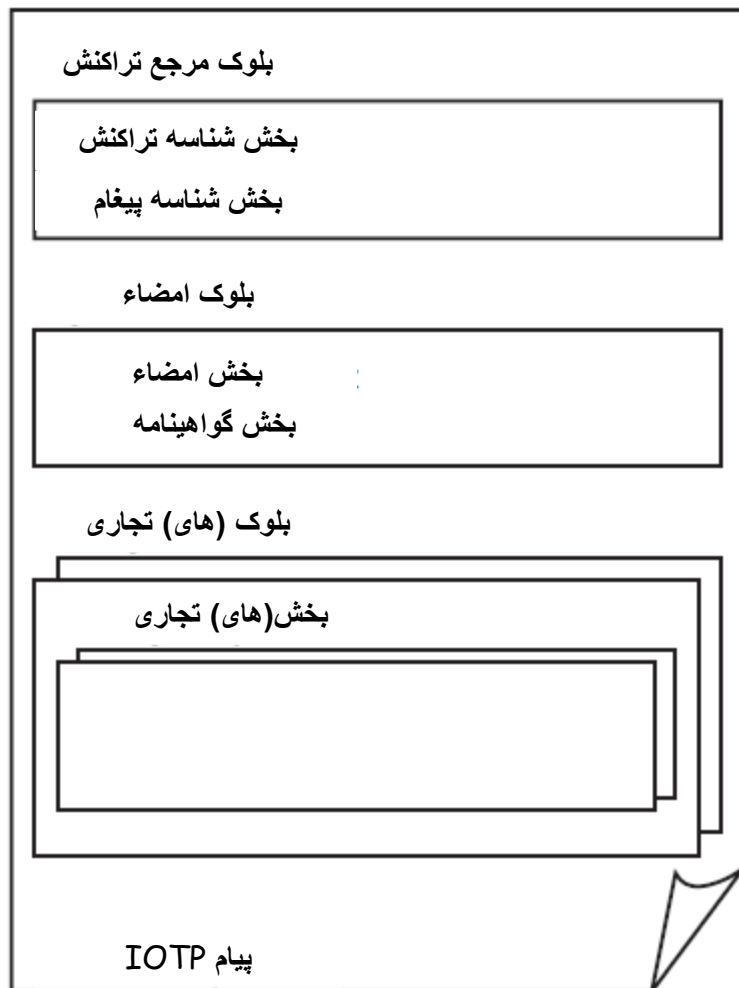 بلوک مرجع تراکنش
بخش شناسه تراکنش
بخش شناسه پیغام
بلوک امضاء
بخش امضاء
بخش گواهینامه
بلوک (های) تجاری
بخش(های) تجاری
پیام IOTP